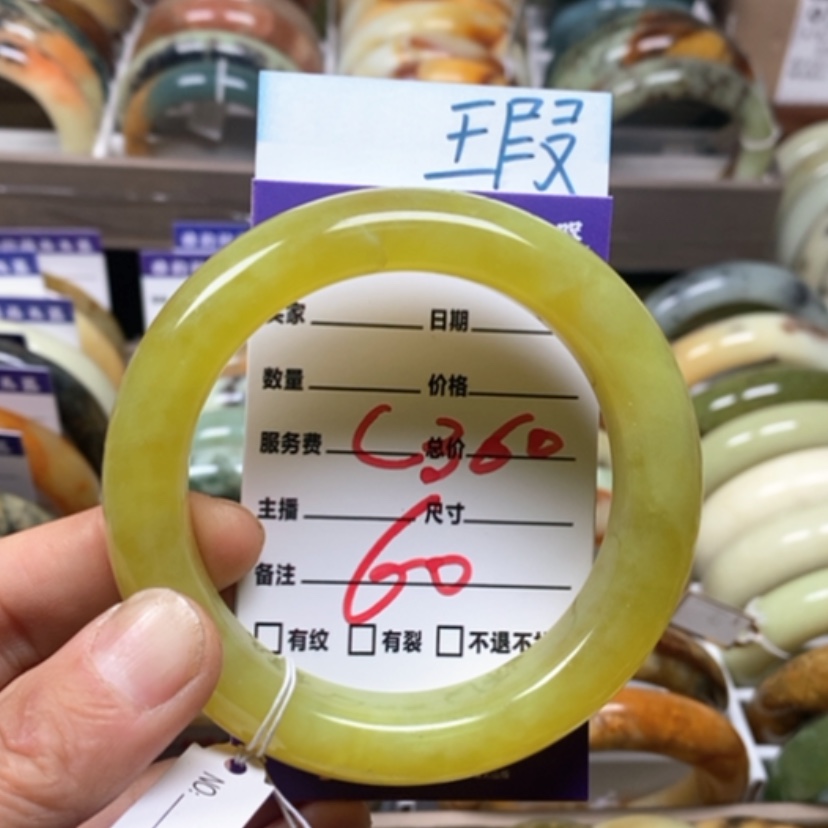 瑕
卖家 日期
数量 价格
服务费 总价
C360
主播 尺寸
60
备注
□有纹 □有裂 □不退不
NO: